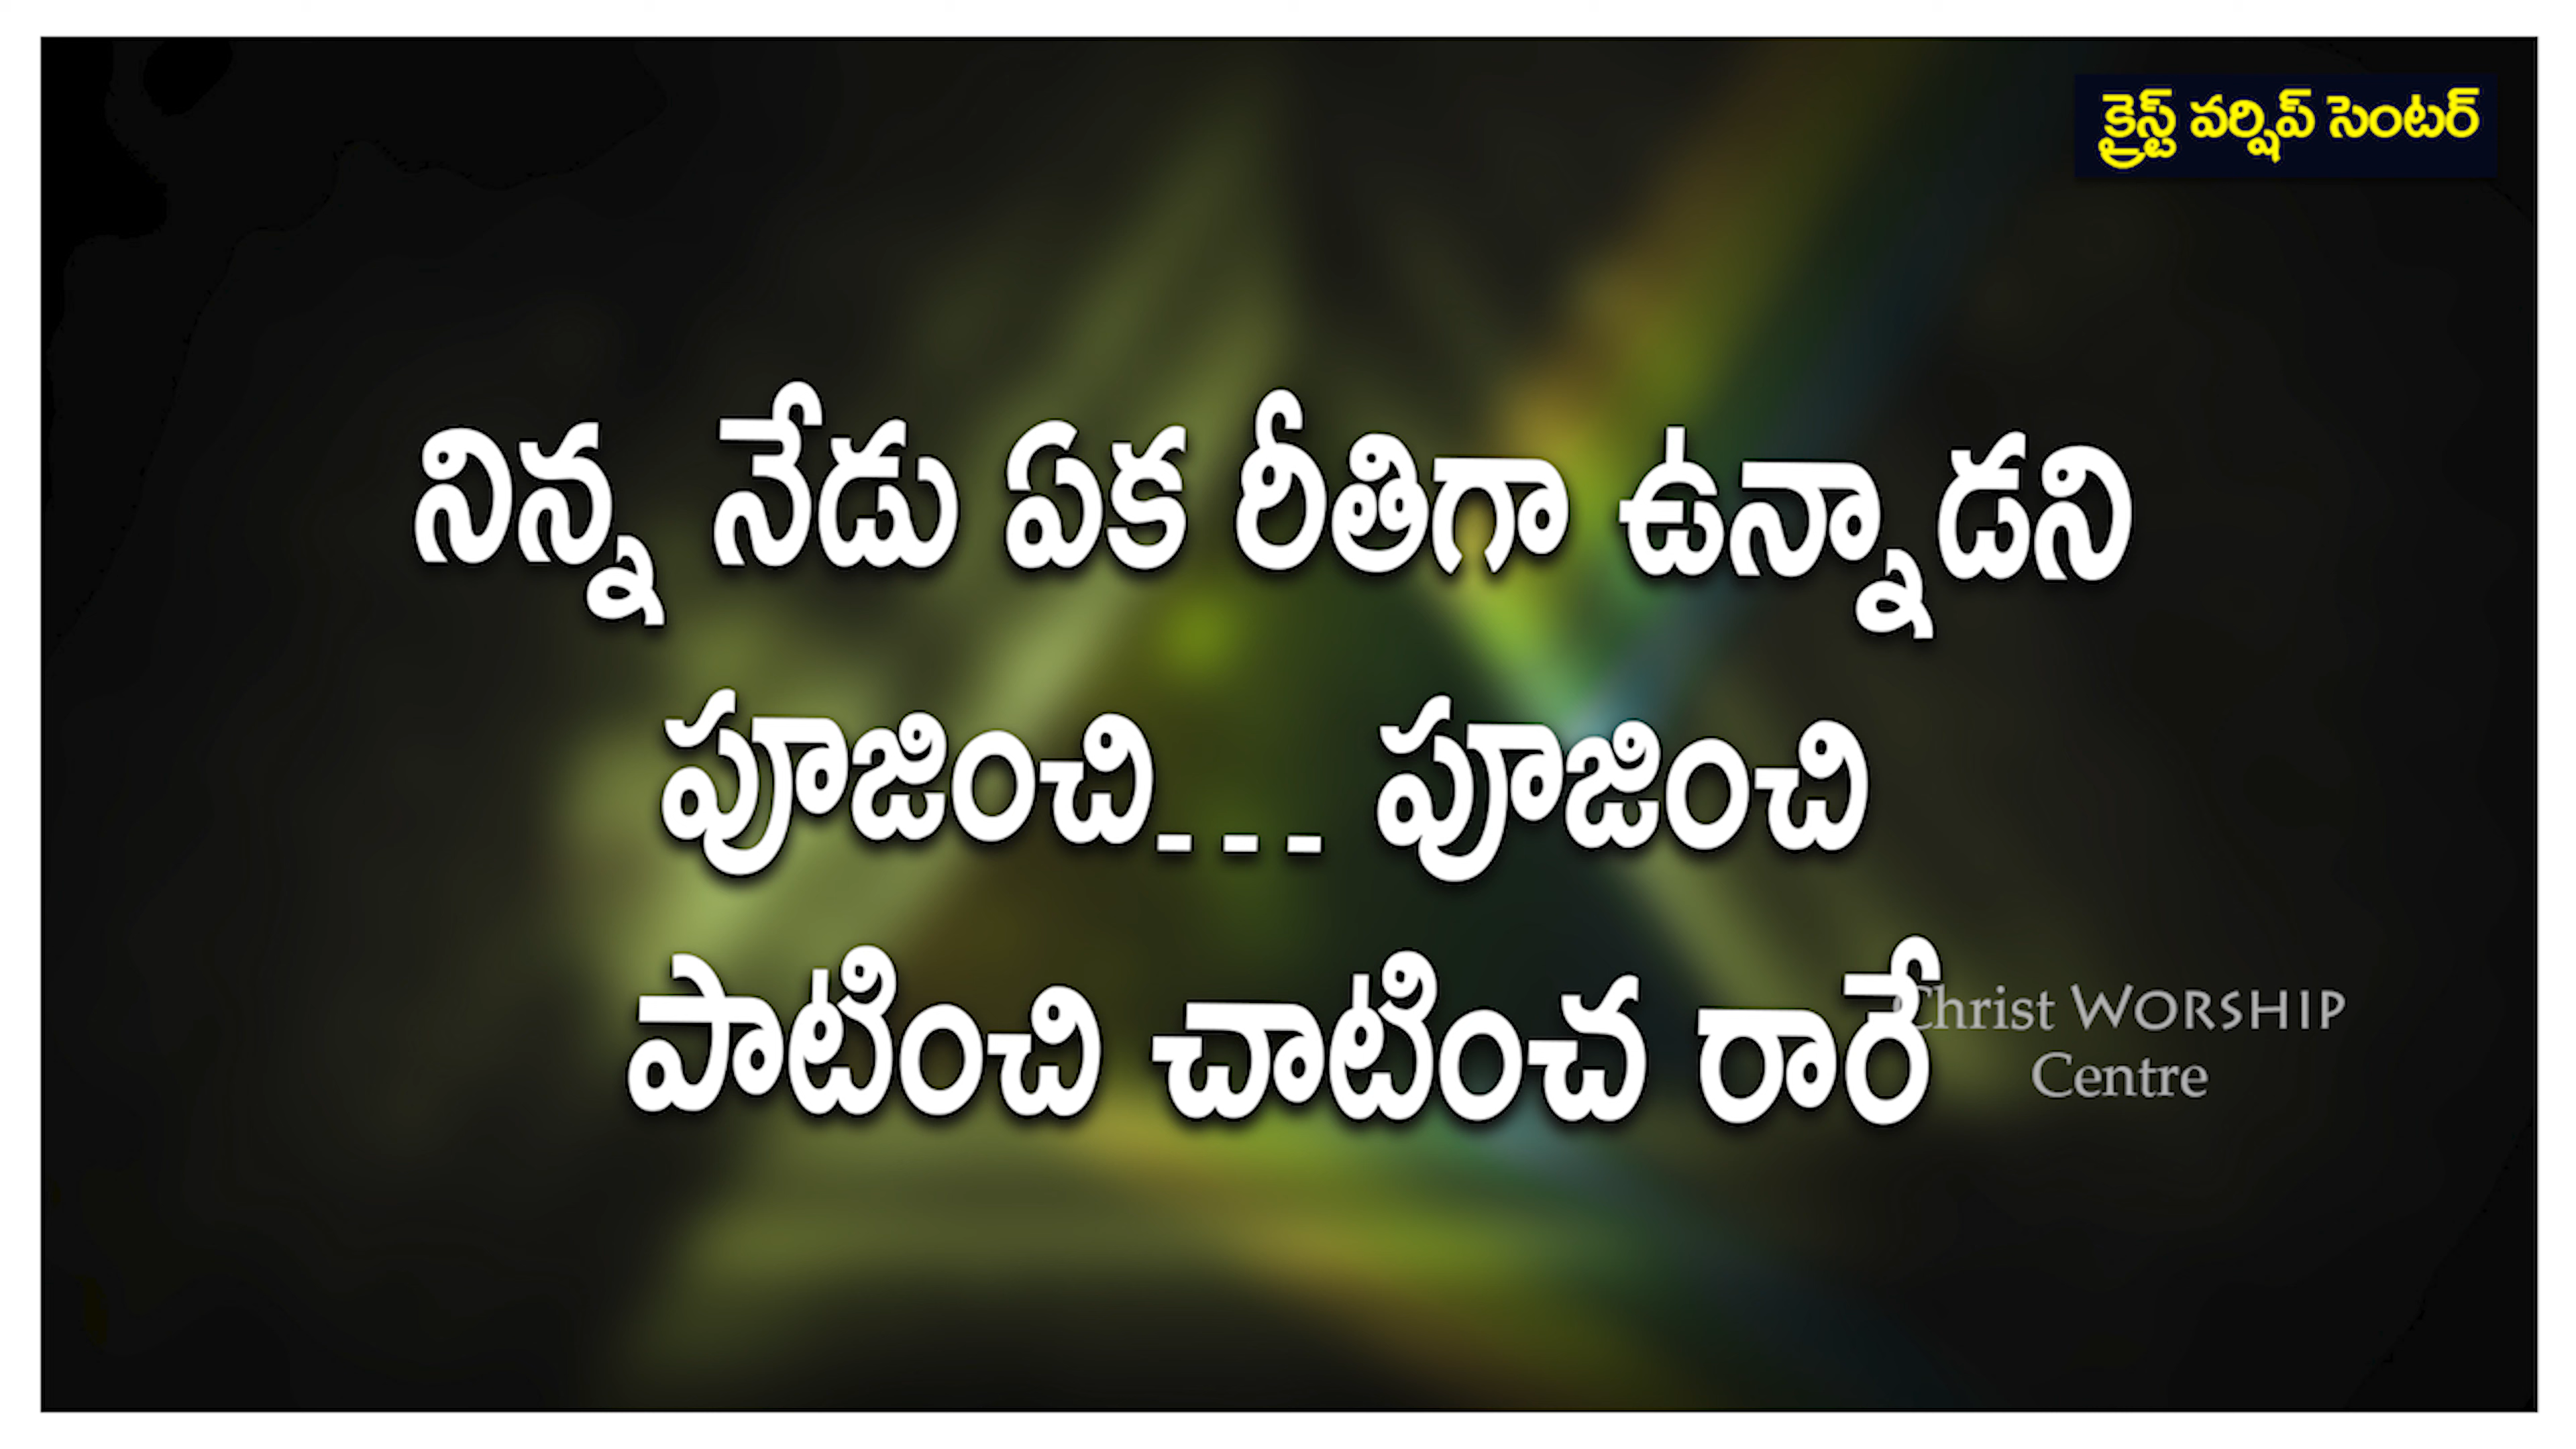 క్రైస్ట్ వర్షిప్ సెంటర్
నిన్న నేడు ఏక రీతిగా ఉన్నాడని
పూజించి... పూజించి
పాటించి చాటించ రారే
Christ WORSHIP
Centre